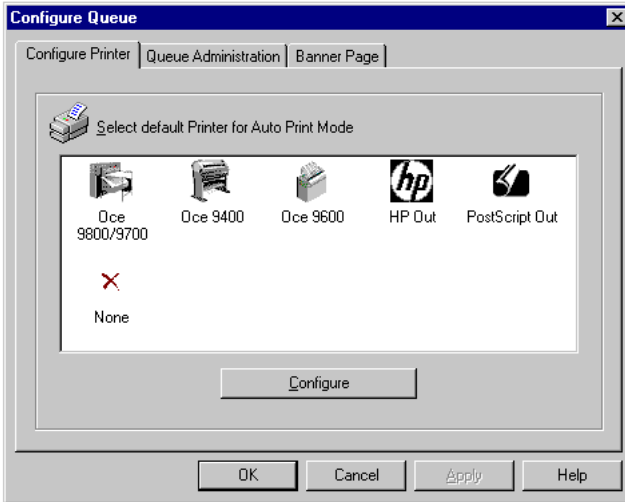 Configure Queue
Configure Printer Queue Administration Banner Page
Select default Printer for Auto Print Mode
Oce 9800/9700
Oce 9400
Oce 9600
hp
HP Out
PostScript Out
None
Configure
OK Cancel Apply Help